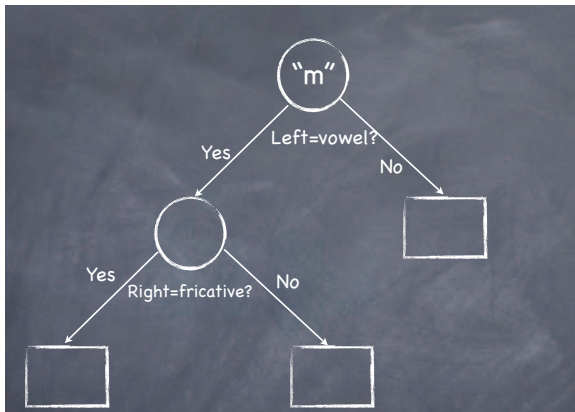 "m"
Left=vowel?
Yes
No
Yes
Right=fricative?
No